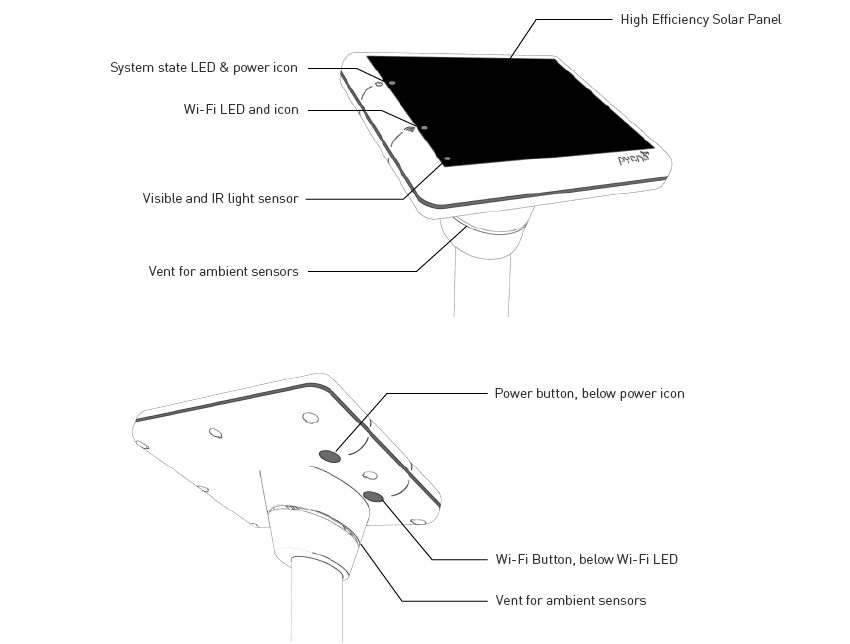 High Efficiency Solar Panel
System state LED & power icon
Wi-Fi LED and icon
Visible and IR light sensor
Vent for ambient sensors
Power button, below power icon
Wi-Fi Button, below Wi-Fi LED
Vent for ambient sensors